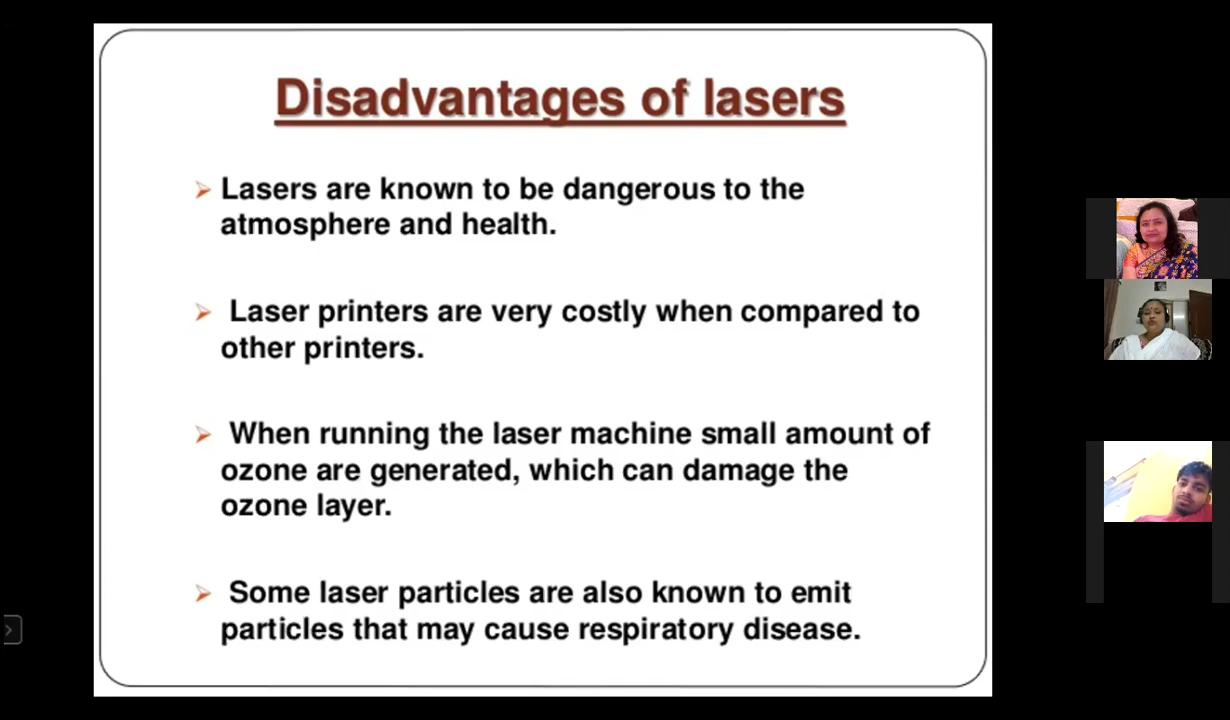 Disadvantages of lasers
Lasers are known to be dangerous to the
atmosphere and health.
Laser printers are very costly when compared to
other printers.
When running the laser machine small amount of
ozone are generated, which can damage the
ozone layer.
Some laser particles are also known to emit
particles that may cause respiratory disease.